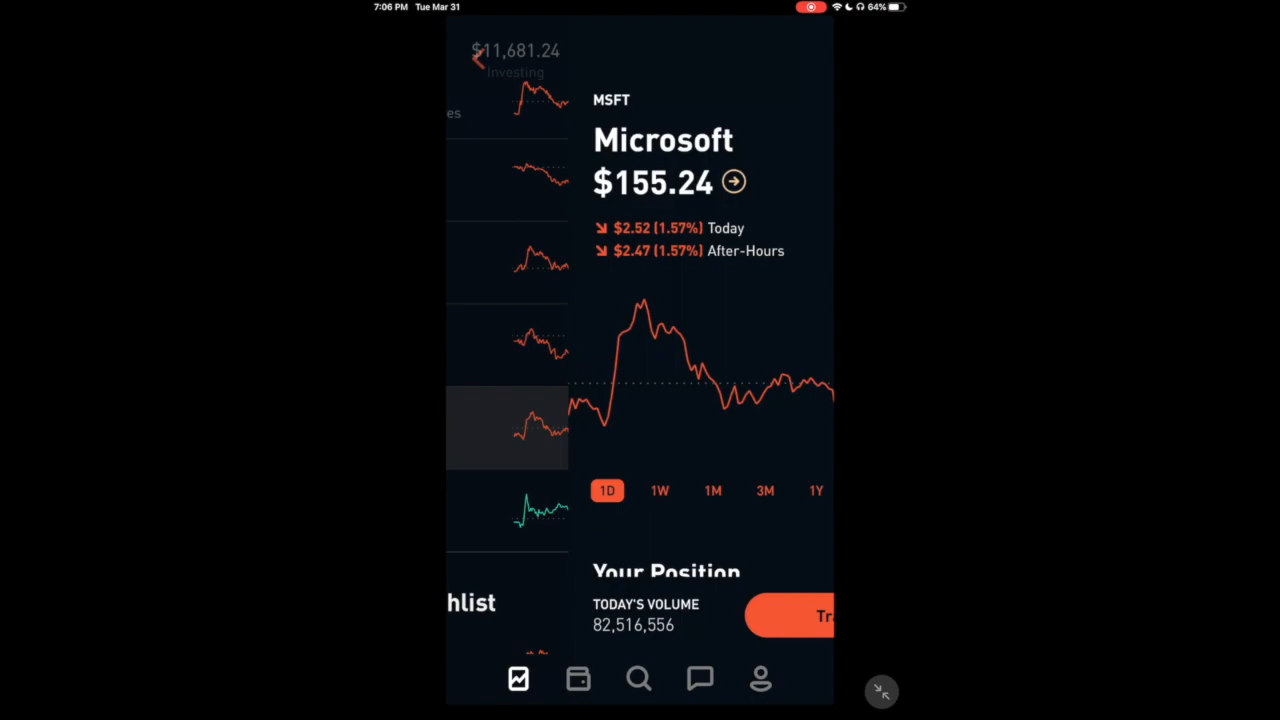 7:06 PM Tue Mar 31
64%
$11,681.24
Investing
es
MSFT
Microsoft
$155.24
$2.52 (1.57%) Today
$2.47 (1.57%) After-Hours
1D 1W 1M 3M 1Y
Your Position
TODAY'S VOLUME
82,516,556
Tr
hlist